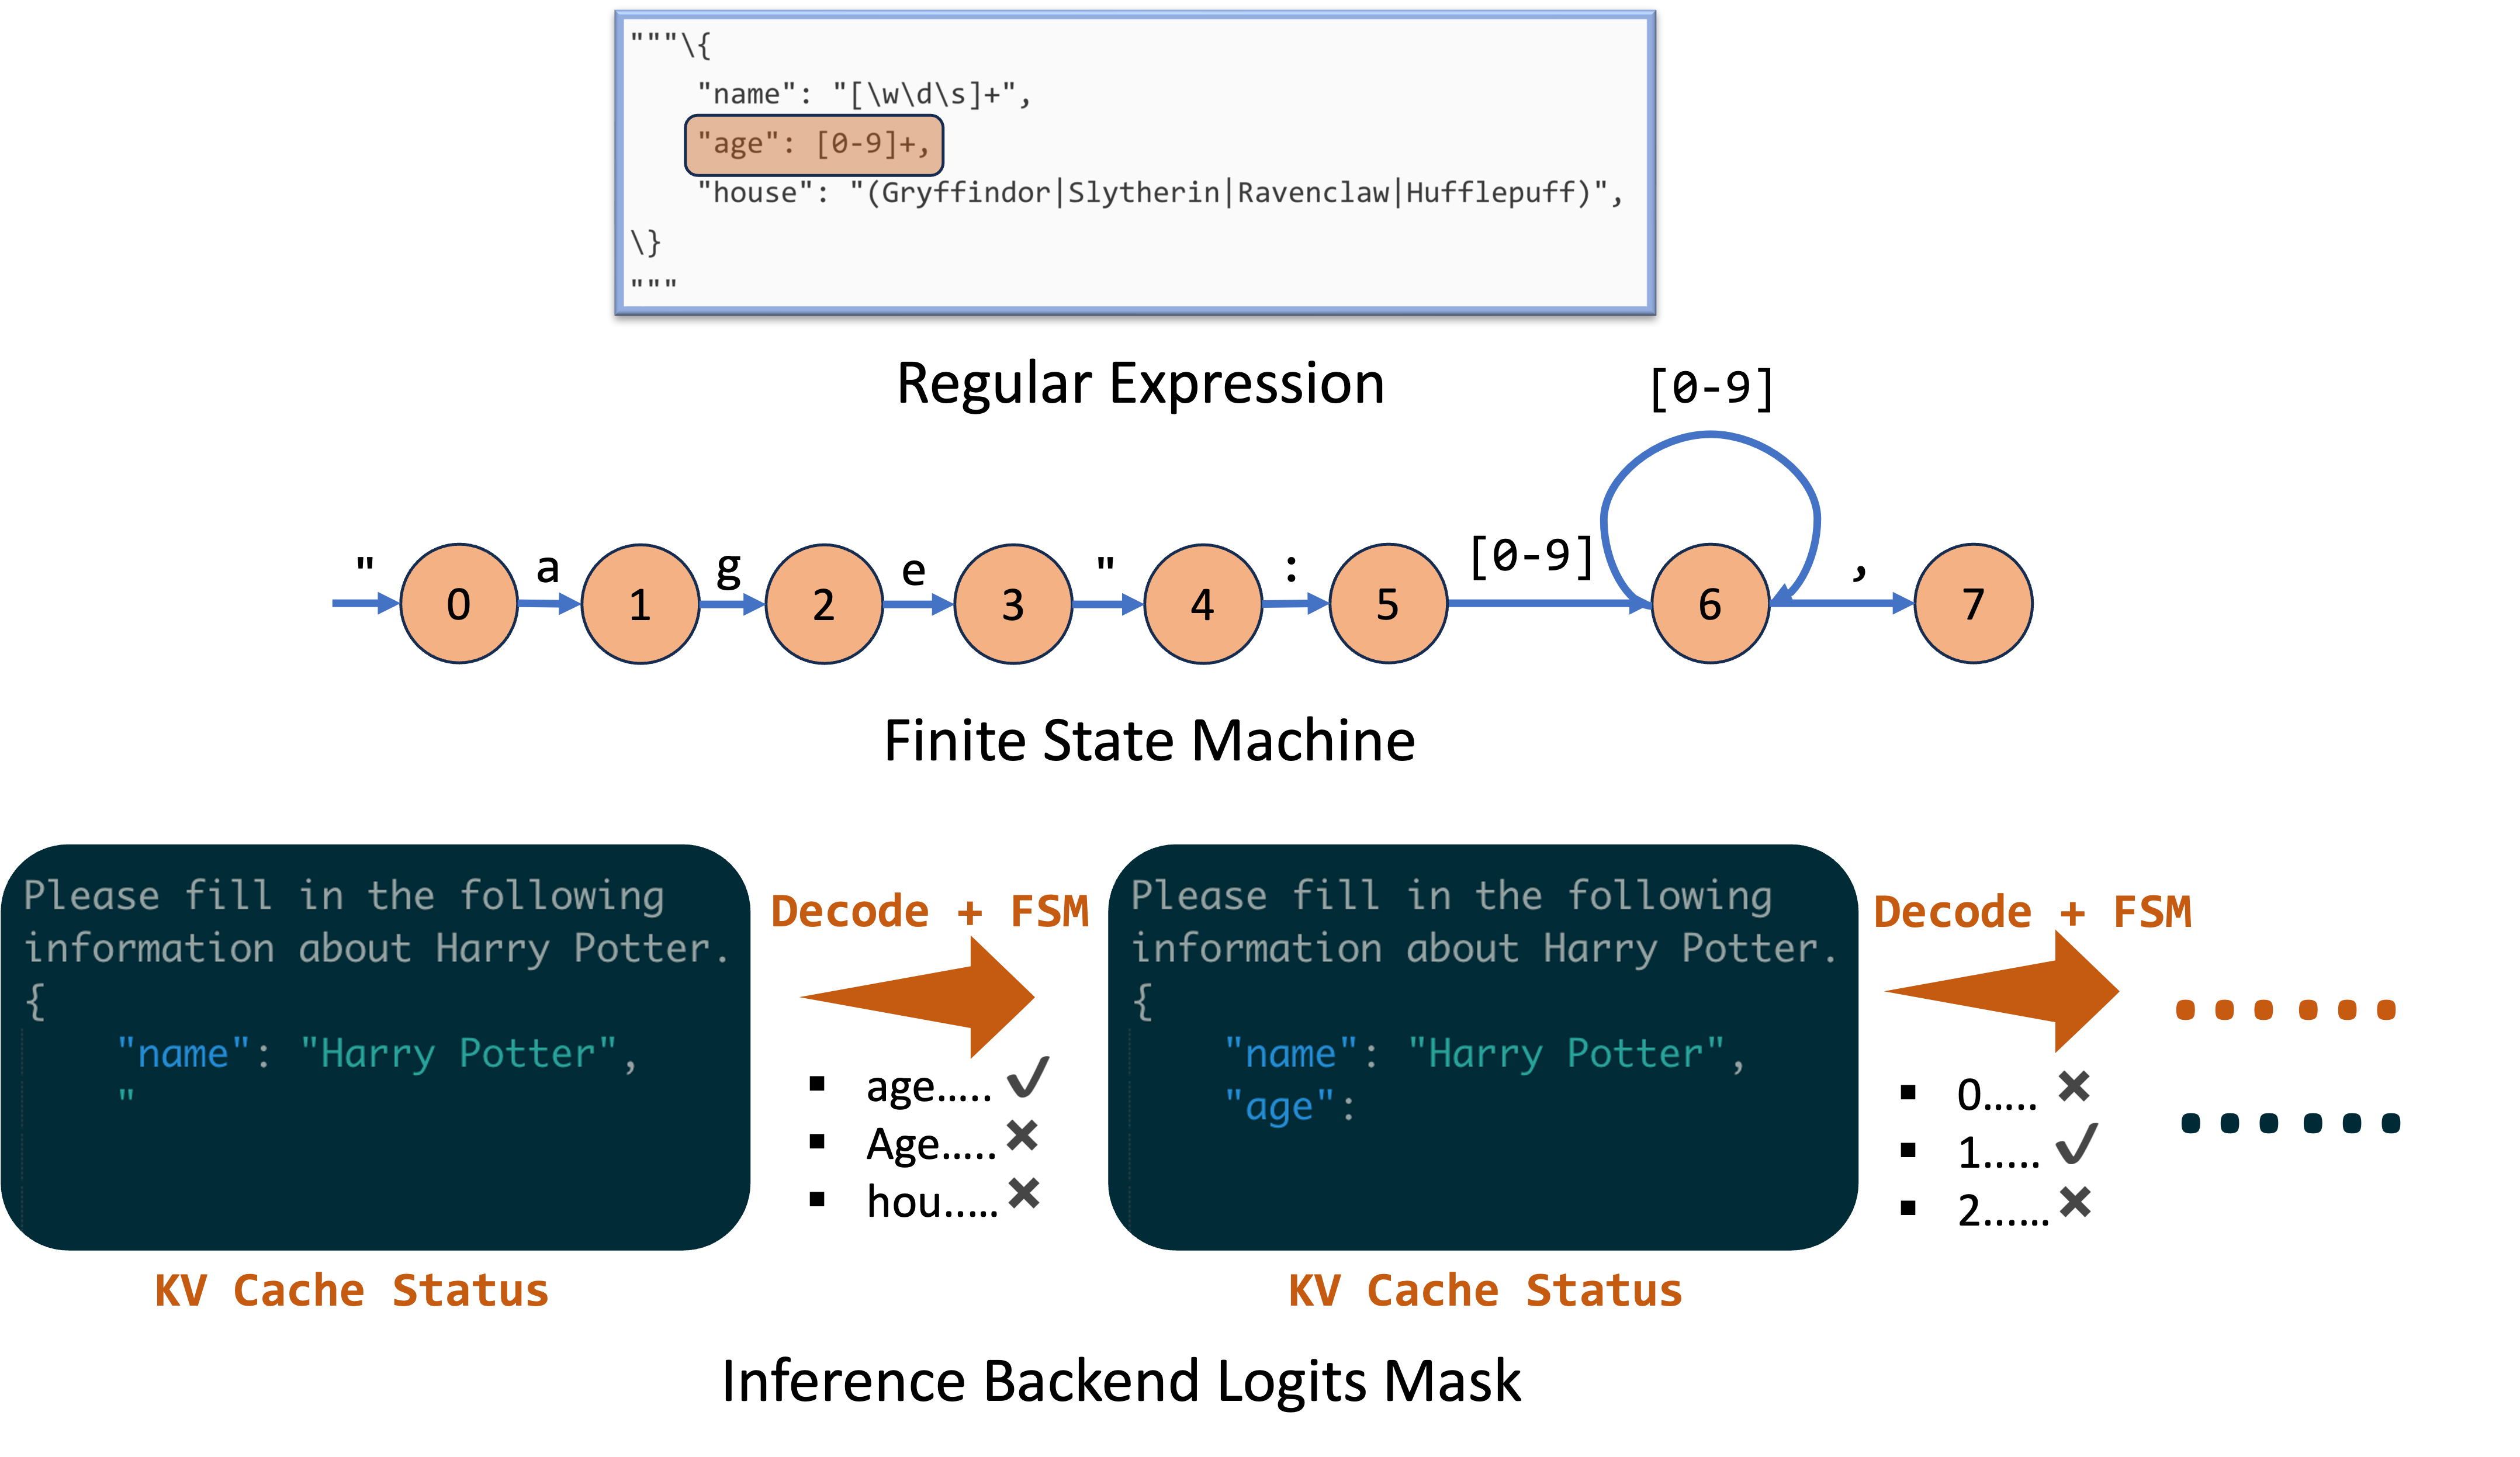 """\{
    "name": "[\w\d\s]+",
    "age": [0-9]+,
    "house": "(Gryffindor|Slytherin|Ravenclaw|Hufflepuff)",
\}
"""
Regular Expression
[0-9]
" a g e " : [0-9] ,
0 1 2 3 4 5 6 7
Finite State Machine
Please fill in the following
information about Harry Potter.
{
    "name": "Harry Potter",
    "
KV Cache Status
Decode + FSM
▪ age..... ✓
▪ Age..... ✖
▪ hou..... ✖
Please fill in the following
information about Harry Potter.
{
    "name": "Harry Potter",
    "age":
KV Cache Status
Decode + FSM
▪ 0..... ✖
▪ 1..... ✓
▪ 2...... ✖
......
......
Inference Backend Logits Mask